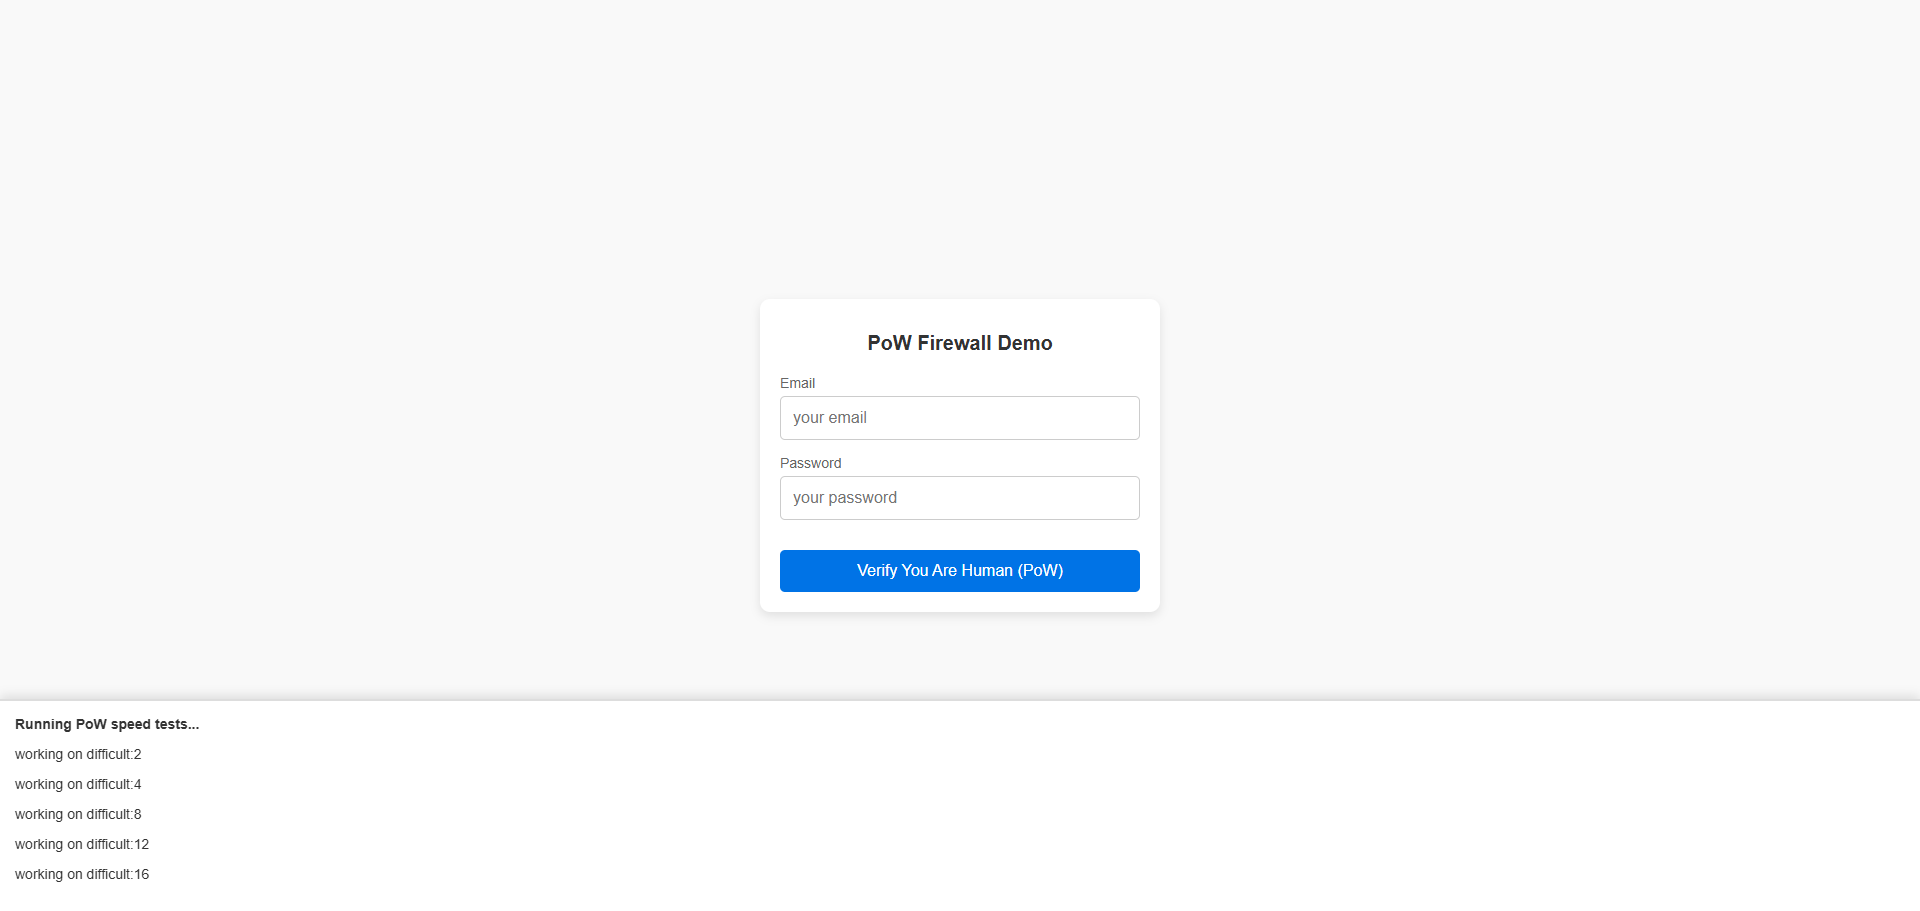 PoW Firewall Demo
Email
your email
Password
your password
Verify You Are Human (PoW)
Running PoW speed tests...
working on difficult:2
working on difficult:4
working on difficult:8
working on difficult:12
working on difficult:16